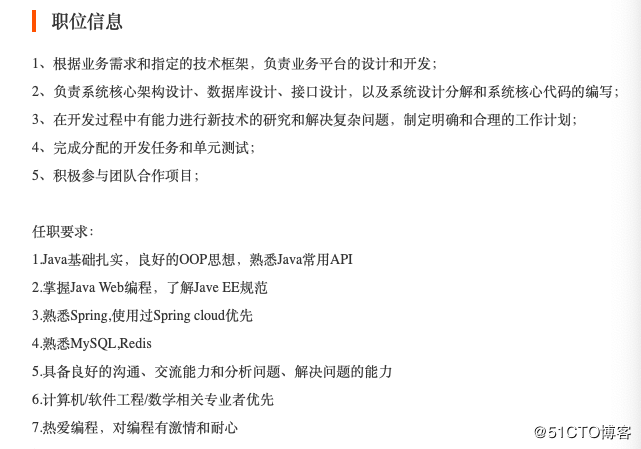 职位信息
1、根据业务需求和指定的技术框架，负责业务平台的设计和开发；
2、负责系统核心架构设计、数据库设计、接口设计，以及系统设计分解和系统核心代码的编写；
3、在开发过程中有能力进行新技术的研究和解决复杂问题，制定明确和合理的工作计划；
4、完成分配的开发任务和单元测试；
5、积极参与团队合作项目；
任职要求：
1.Java基础扎实，良好的OOP思想，熟悉Java常用API
2.掌握Java Web编程，了解Jave EE规范
3.熟悉Spring,使用过Spring cloud优先
4.熟悉MySQL,Redis
5.具备良好的沟通、交流能力和分析问题、解决问题的能力
6.计算机/软件工程/数学相关专业者优先
7.热爱编程，对编程有激情和耐心
@51CTO博客